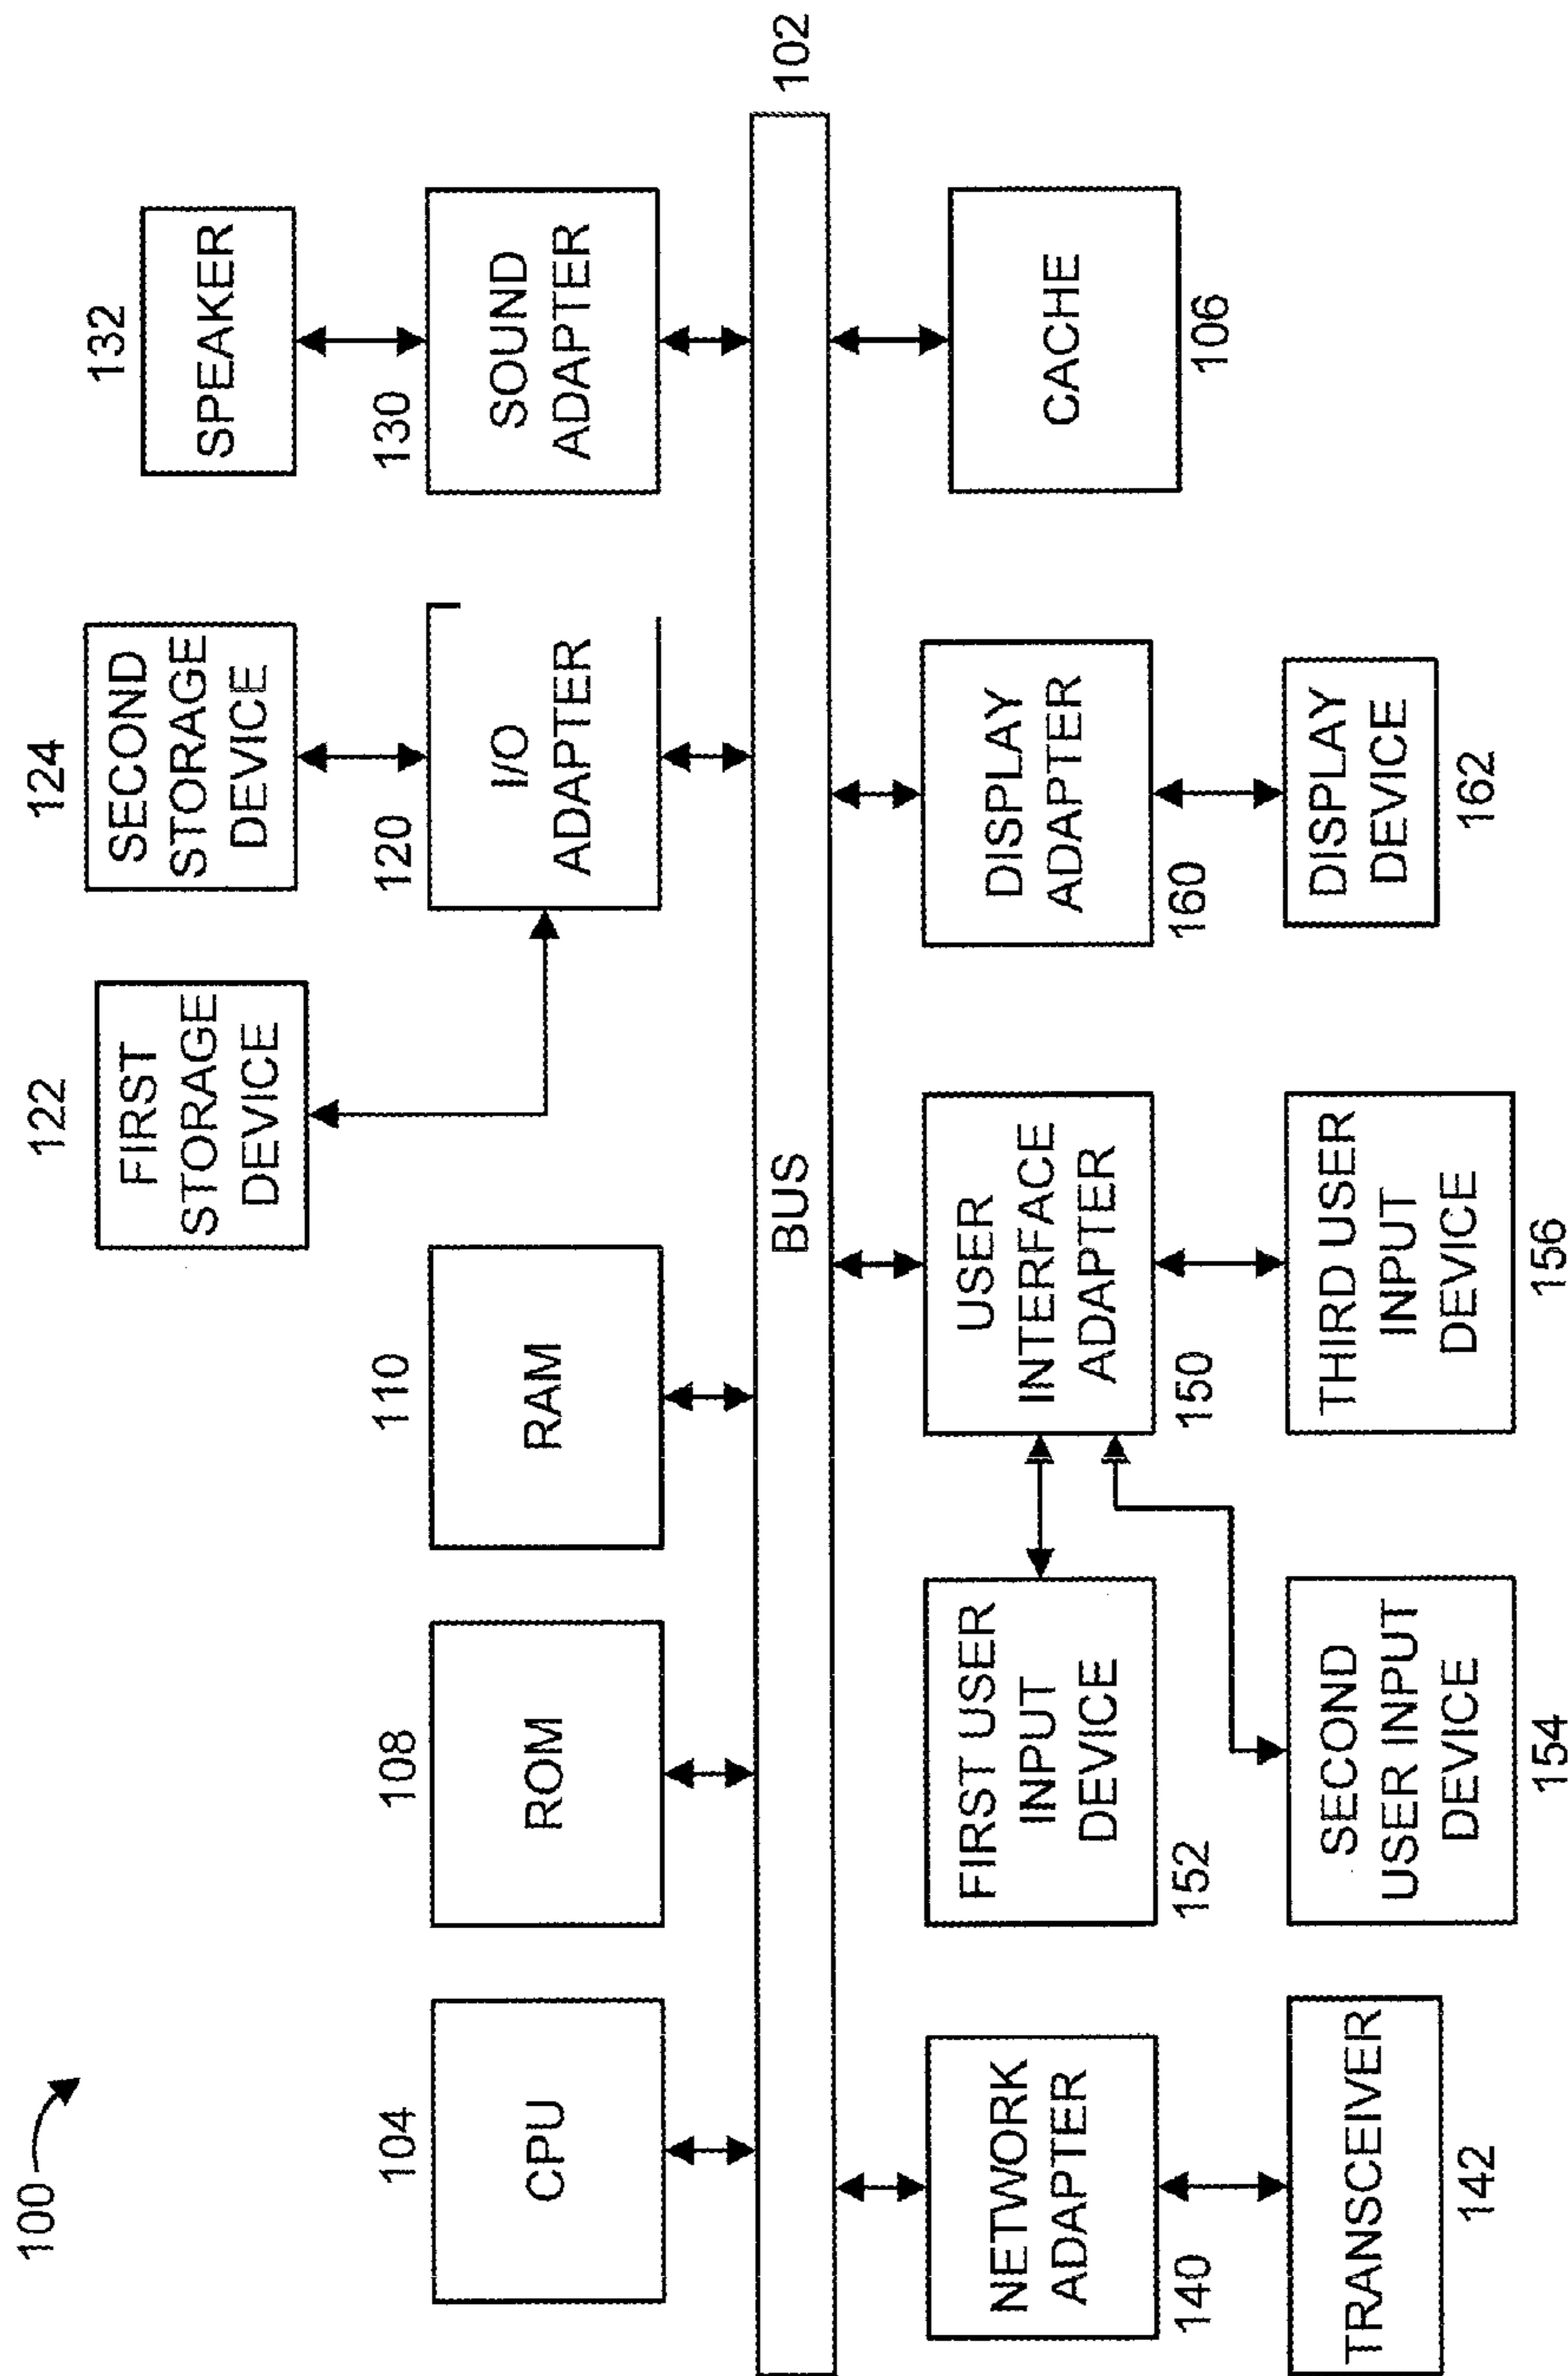 100
132
SPEAKER
130
SOUND
ADAPTER
124
SECOND
STORAGE
DEVICE
122
FIRST
STORAGE
DEVICE
120
I/O
ADAPTER
110
RAM
108
ROM
104
CPU
BUS
102
NETWORK
ADAPTER
140
TRANSCEIVER
142
FIRST USER
INPUT
DEVICE
152
SECOND
USER INPUT
DEVICE
154
USER
INTERFACE
ADAPTER
150
THIRD USER
INPUT
DEVICE
156
DISPLAY
ADAPTER
160
DISPLAY
DEVICE
162
CACHE
106